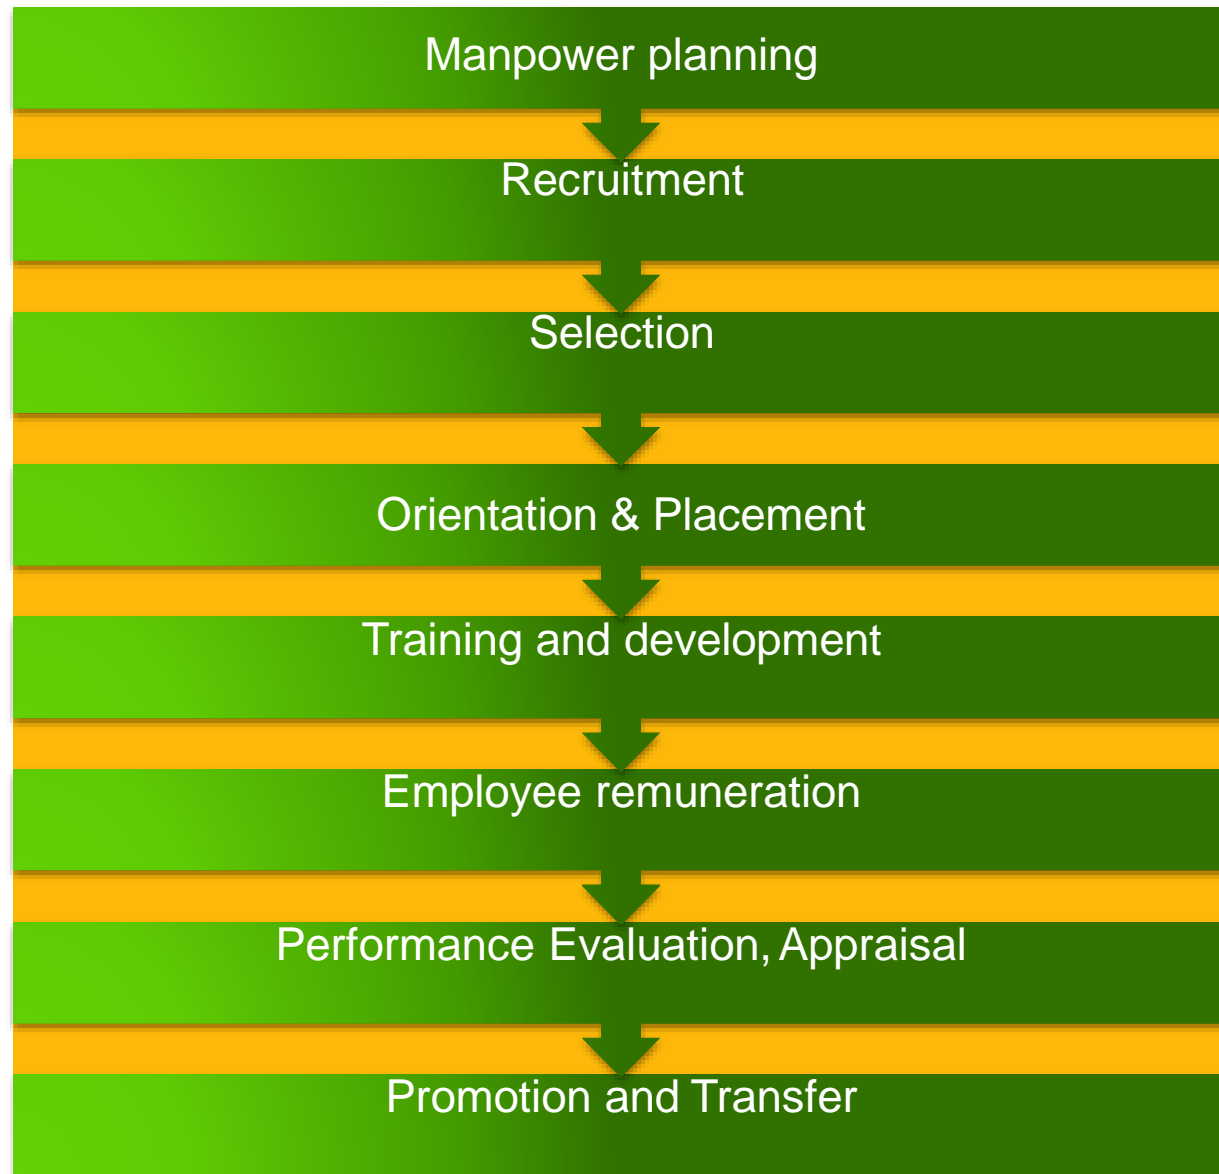 Manpower planning
Recruitment
Selection
Orientation & Placement
Training and development
Employee remuneration
Performance Evaluation, Appraisal
Promotion and Transfer